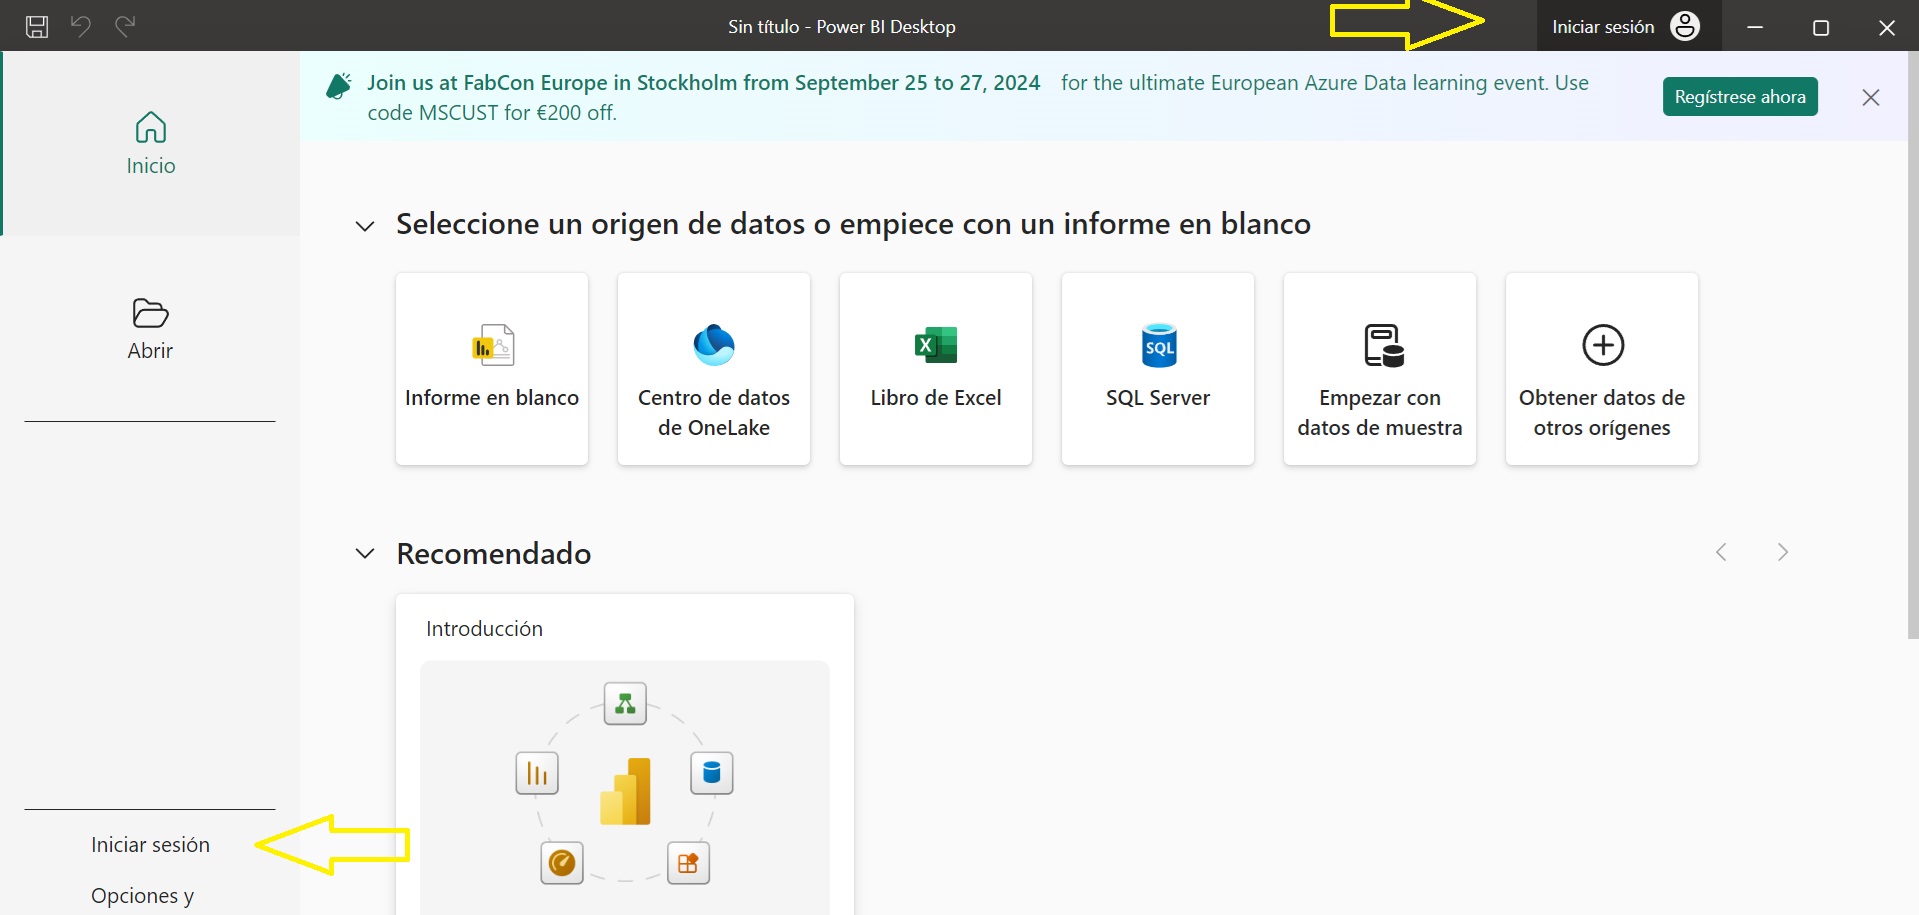 Sin título - Power BI Desktop
Iniciar sesión
Join us at FabCon Europe in Stockholm from September 25 to 27, 2024 for the ultimate European Azure Data learning event. Use
code MSCUST for €200 off.
Regístrese ahora
Inicio
Abrir
Seleccione un origen de datos o empiece con un informe en blanco
Informe en blanco
Centro de datos
de OneLake
Libro de Excel
SQL
SQL Server
Empezar con
datos de muestra
Obtener datos de
otros orígenes
Recomendado
Introducción
Iniciar sesión
Opciones y